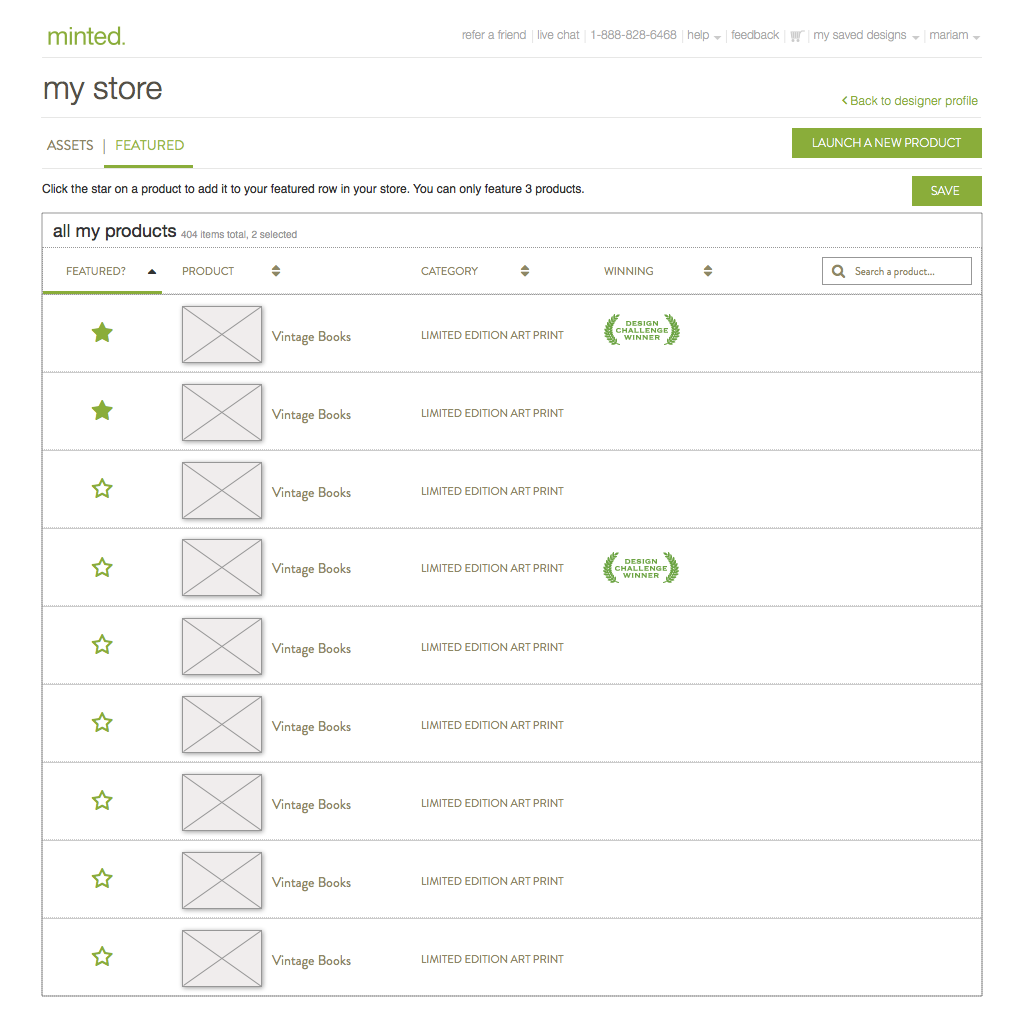 minted.
refer a friend | live chat | 1-888-828-6468 | help | feedback | my saved designs | mariam
my store
< Back to designer profile
ASSETS | FEATURED
LAUNCH A NEW PRODUCT
Click the star on a product to add it to your featured row in your store. You can only feature 3 products.
SAVE
all my products 404 items total, 2 selected
FEATURED? PRODUCT CATEGORY WINNING Search a product...
Vintage Books LIMITED EDITION ART PRINT
DESIGN
CHALLENGE
WINNER
Vintage Books LIMITED EDITION ART PRINT
Vintage Books LIMITED EDITION ART PRINT
Vintage Books LIMITED EDITION ART PRINT
DESIGN
CHALLENGE
WINNER
Vintage Books LIMITED EDITION ART PRINT
Vintage Books LIMITED EDITION ART PRINT
Vintage Books LIMITED EDITION ART PRINT
Vintage Books LIMITED EDITION ART PRINT
Vintage Books LIMITED EDITION ART PRINT